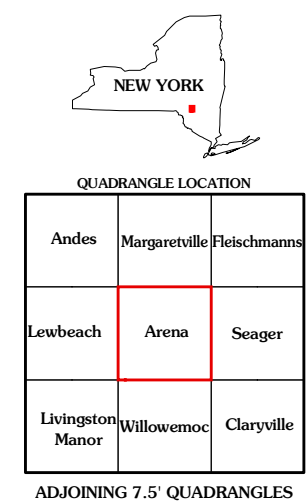 NEW YORK
QUADRANGLE LOCATION
Andes
Margaretville
Fleischmanns
Lewbeach
Arena
Seager
Livingston
Manor
Willowemoc
Claryville
ADJOINING 7.5' QUADRANGLES